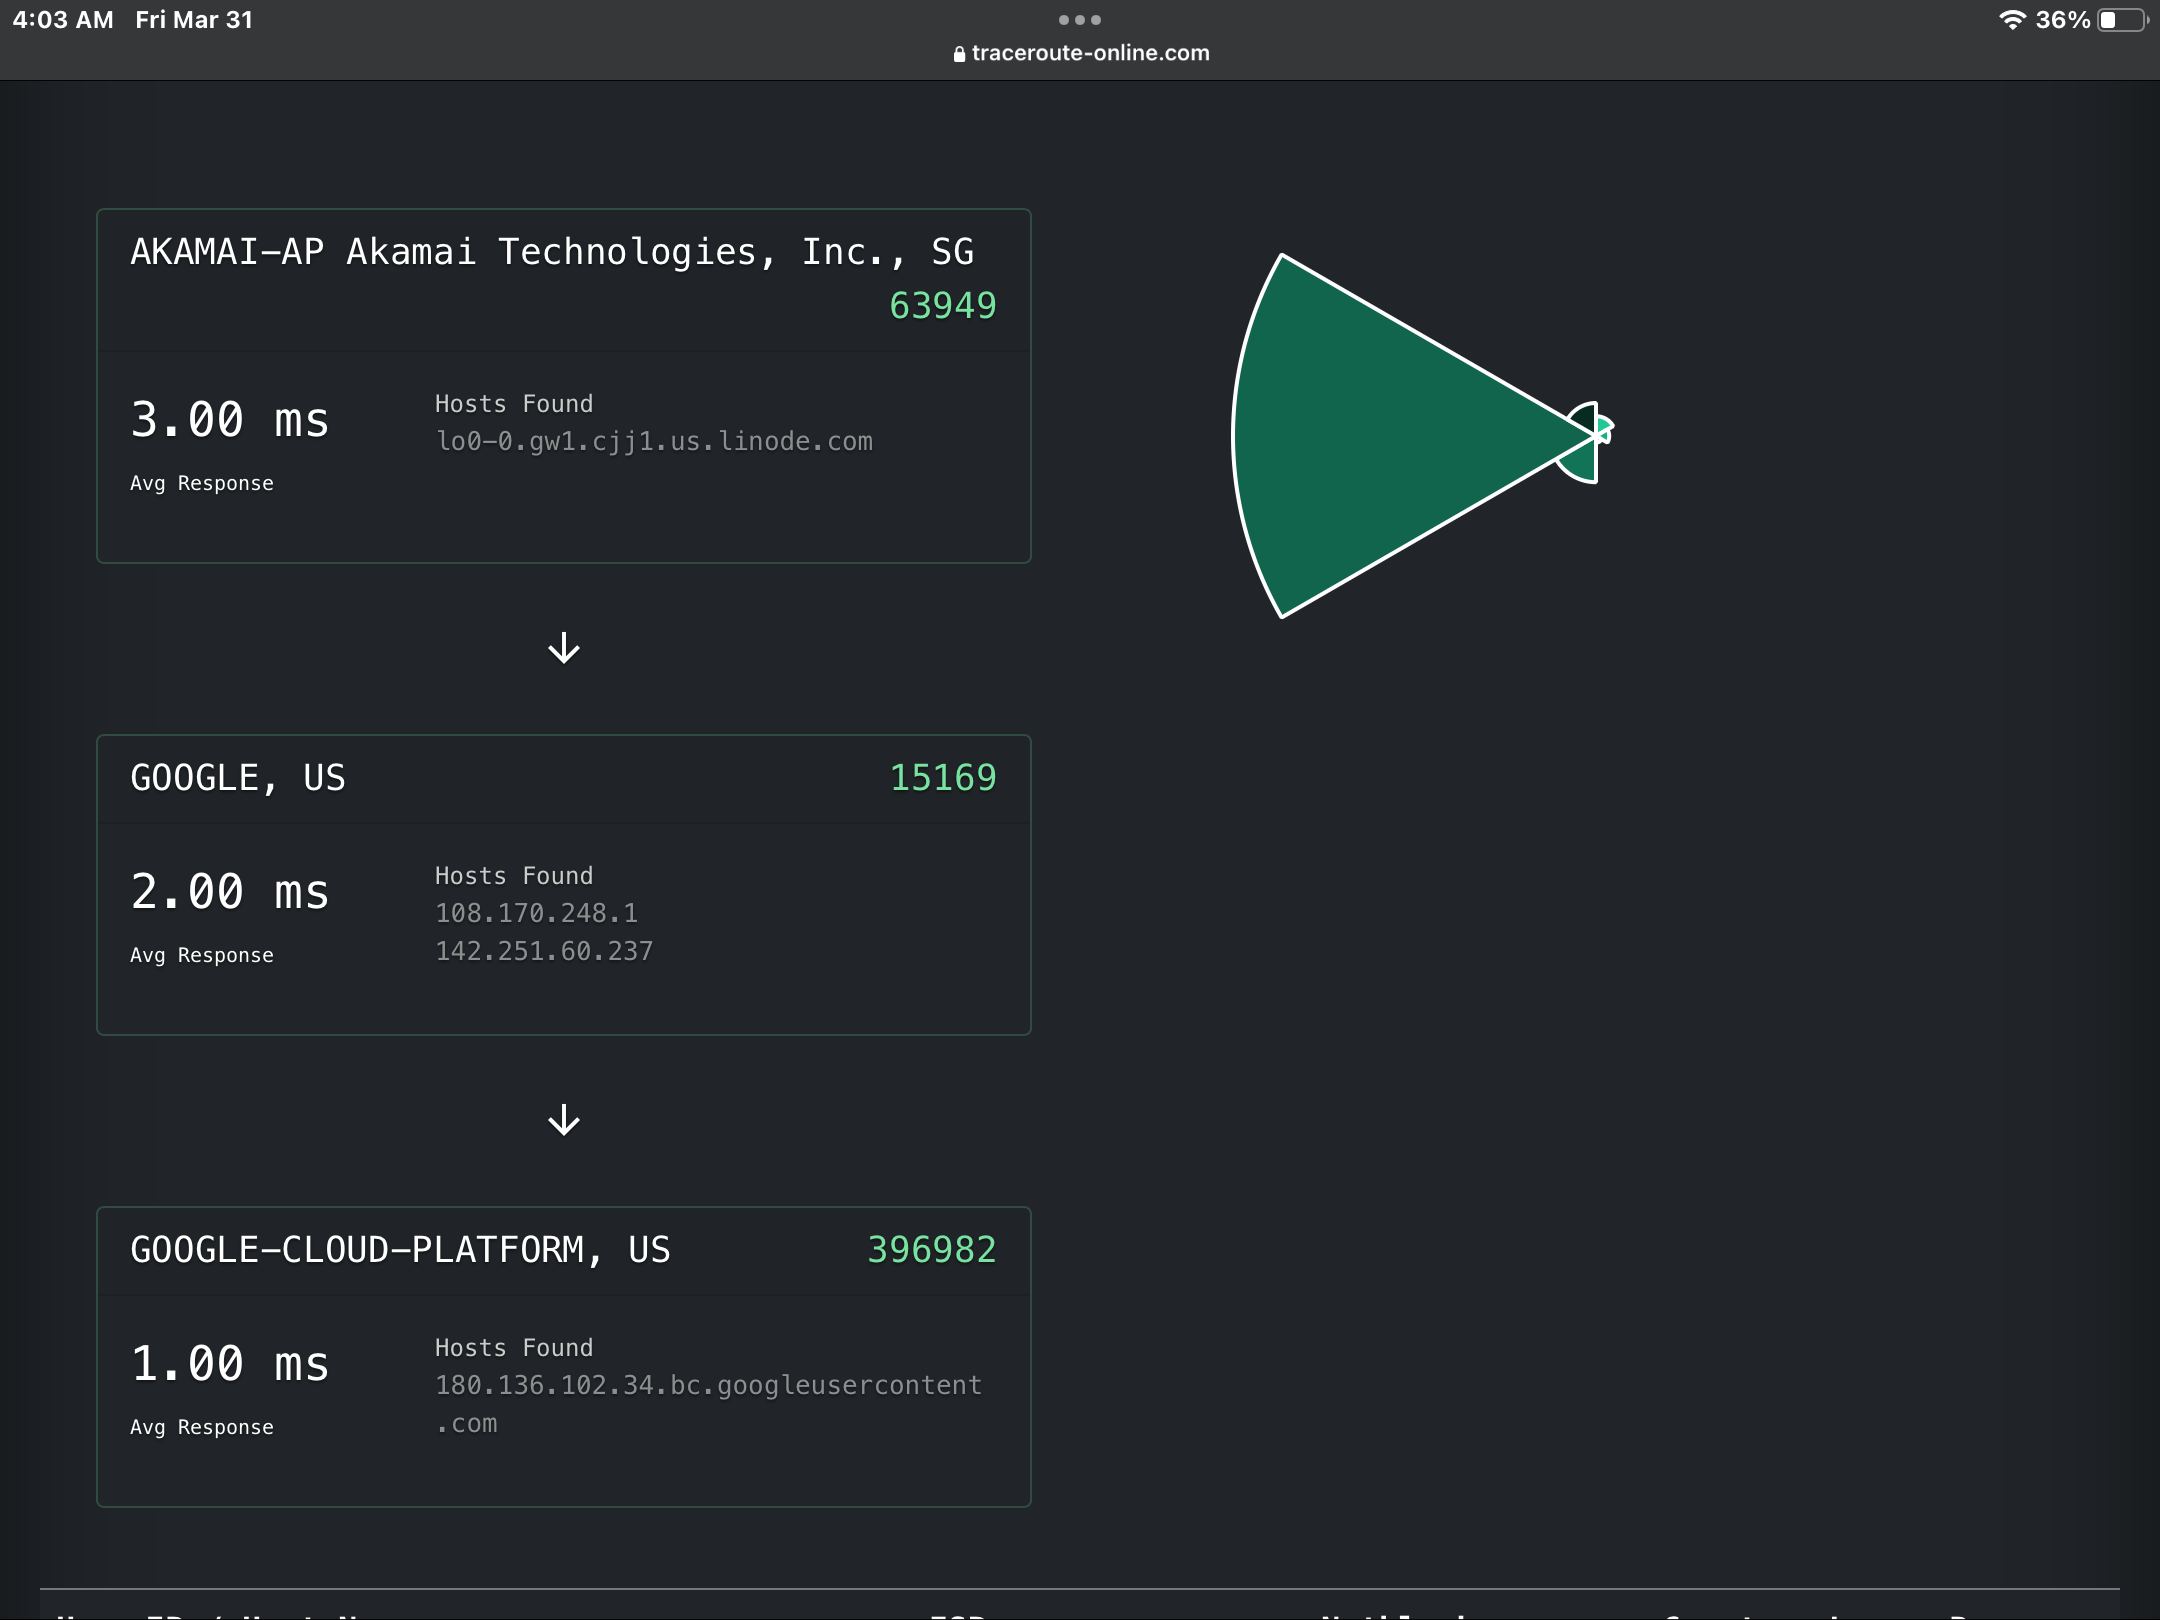 4:03 AM Fri Mar 31
36%
traceroute-online.com
AKAMAI-AP Akamai Technologies, Inc., SG
63949
3.00 ms
Avg Response
Hosts Found
lo0-0.gw1.cjj1.us.linode.com
GOOGLE, US 15169
2.00 ms
Avg Response
Hosts Found
108.170.248.1
142.251.60.237
GOOGLE-CLOUD-PLATFORM, US 396982
1.00 ms
Avg Response
Hosts Found
180.136.102.34.bc.googleusercontent
.com